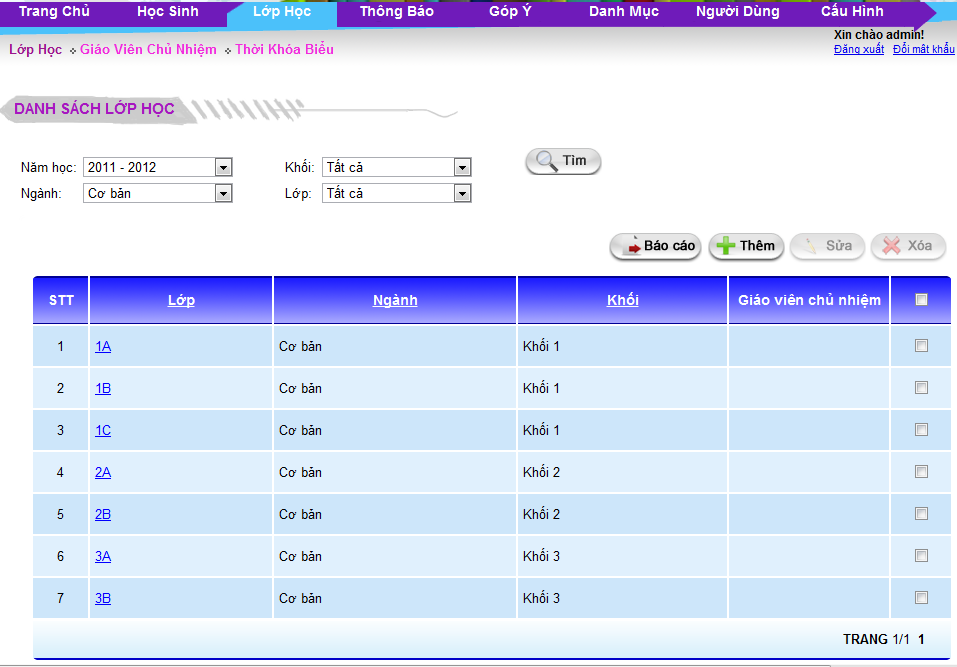 Trang Chủ Học Sinh Lớp Học Thông Báo Góp Ý Danh Mục Người Dùng Cấu Hình
Xin chào admin!
Lớp Học Giáo Viên Chủ Nhiệm Thời Khóa Biểu Đăng xuất Đổi mật khẩu
DANH SÁCH LỚP HỌC
Năm học: 2011 - 2012 Khối: Tất cả Tìm
Ngành: Cơ bản Lớp: Tất cả
Báo cáo Thêm Sửa Xóa
STT Lớp Ngành Khối Giáo viên chủ nhiệm
1 1A Cơ bản Khối 1
2 1B Cơ bản Khối 1
3 1C Cơ bản Khối 1
4 2A Cơ bản Khối 2
5 2B Cơ bản Khối 2
6 3A Cơ bản Khối 3
7 3B Cơ bản Khối 3
TRANG 1/1 1